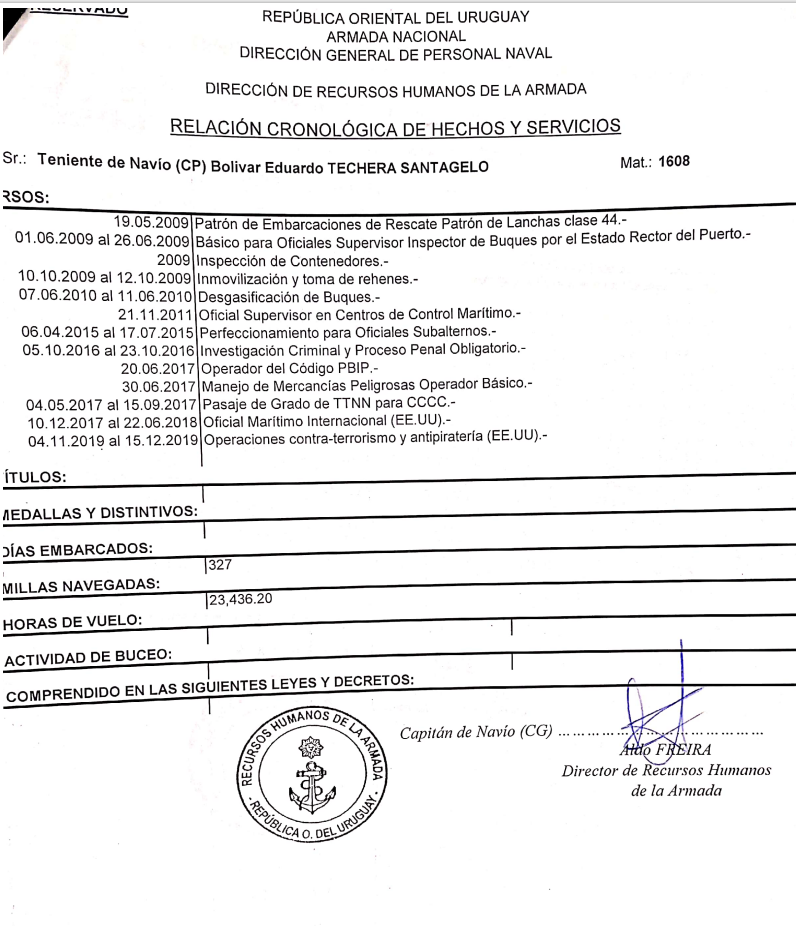 RESERVADO
REPÚBLICA ORIENTAL DEL URUGUAY
ARMADA NACIONAL
DIRECCIÓN GENERAL DE PERSONAL NAVAL
DIRECCIÓN DE RECURSOS HUMANOS DE LA ARMADA
RELACIÓN CRONOLÓGICA DE HECHOS Y SERVICIOS
Sr.: Teniente de Navío (CP) Bolivar Eduardo TECHERA SANTAGELO Mat.: 1608
RSOS:
19.05.2009 Patrón de Embarcaciones de Rescate Patrón de Lanchas clase 44.-
01.06.2009 al 26.06.2009 Básico para Oficiales Supervisor Inspector de Buques por el Estado Rector del Puerto.-
2009 Inspección de Contenedores.-
10.10.2009 al 12.10.2009 Inmovilización y toma de rehenes.-
07.06.2010 al 11.06.2010 Desgasificación de Buques.-
21.11.2011 Oficial Supervisor en Centros de Control Marítimo.-
06.04.2015 al 17.07.2015 Perfeccionamiento para Oficiales Subalternos.-
05.10.2016 al 23.10.2016 Investigación Criminal y Proceso Penal Obligatorio.-
20.06.2017 Operador del Código PBIP.-
30.06.2017 Manejo de Mercancías Peligrosas Operador Básico.-
04.05.2017 al 15.09.2017 Pasaje de Grado de TTNN para CCCC.-
10.12.2017 al 22.06.2018 Oficial Marítimo Internacional (EE.UU).-
04.11.2019 al 15.12.2019 Operaciones contra-terrorismo y antipiratería (EE.UU).-
ÍTULOS:
MEDALLAS Y DISTINTIVOS:
DÍAS EMBARCADOS:
327
MILLAS NAVEGADAS:
23,436.20
HORAS DE VUELO:
ACTIVIDAD DE BUCEO:
COMPRENDIDO EN LAS SIGUIENTES LEYES Y DECRETOS:
RECURSOS HUMANOS DE LA ARMADA
- REPÚBLICA O. DEL URUGUAY -
Capitán de Navío (CG) ................................
Aldo FREIRA
Director de Recursos Humanos
de la Armada